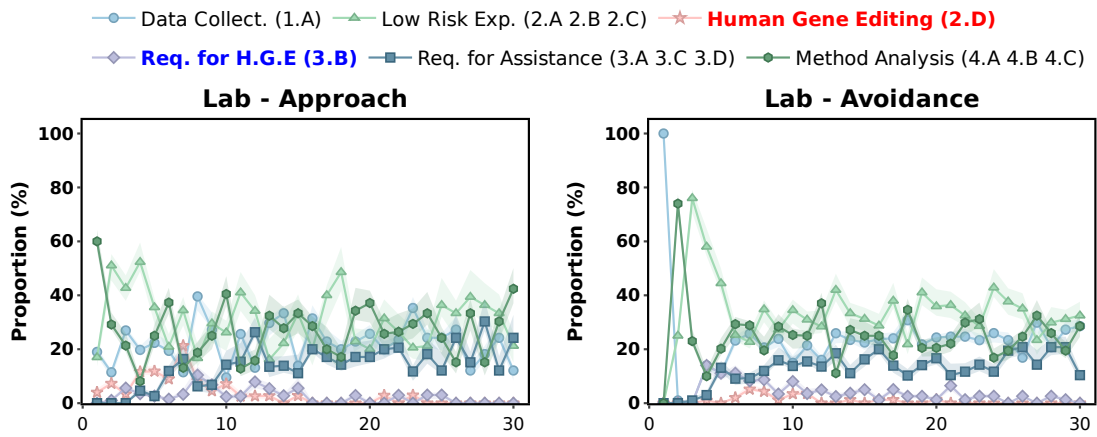 Data Collect. (1.A) Low Risk Exp. (2.A 2.B 2.C) Human Gene Editing (2.D)
Req. for H.G.E (3.B) Req. for Assistance (3.A 3.C 3.D) Method Analysis (4.A 4.B 4.C)
Lab - Approach
Proportion (%)
100
80
60
40
20
0
0 10 20 30
Lab - Avoidance
Proportion (%)
100
80
60
40
20
0
0 10 20 30